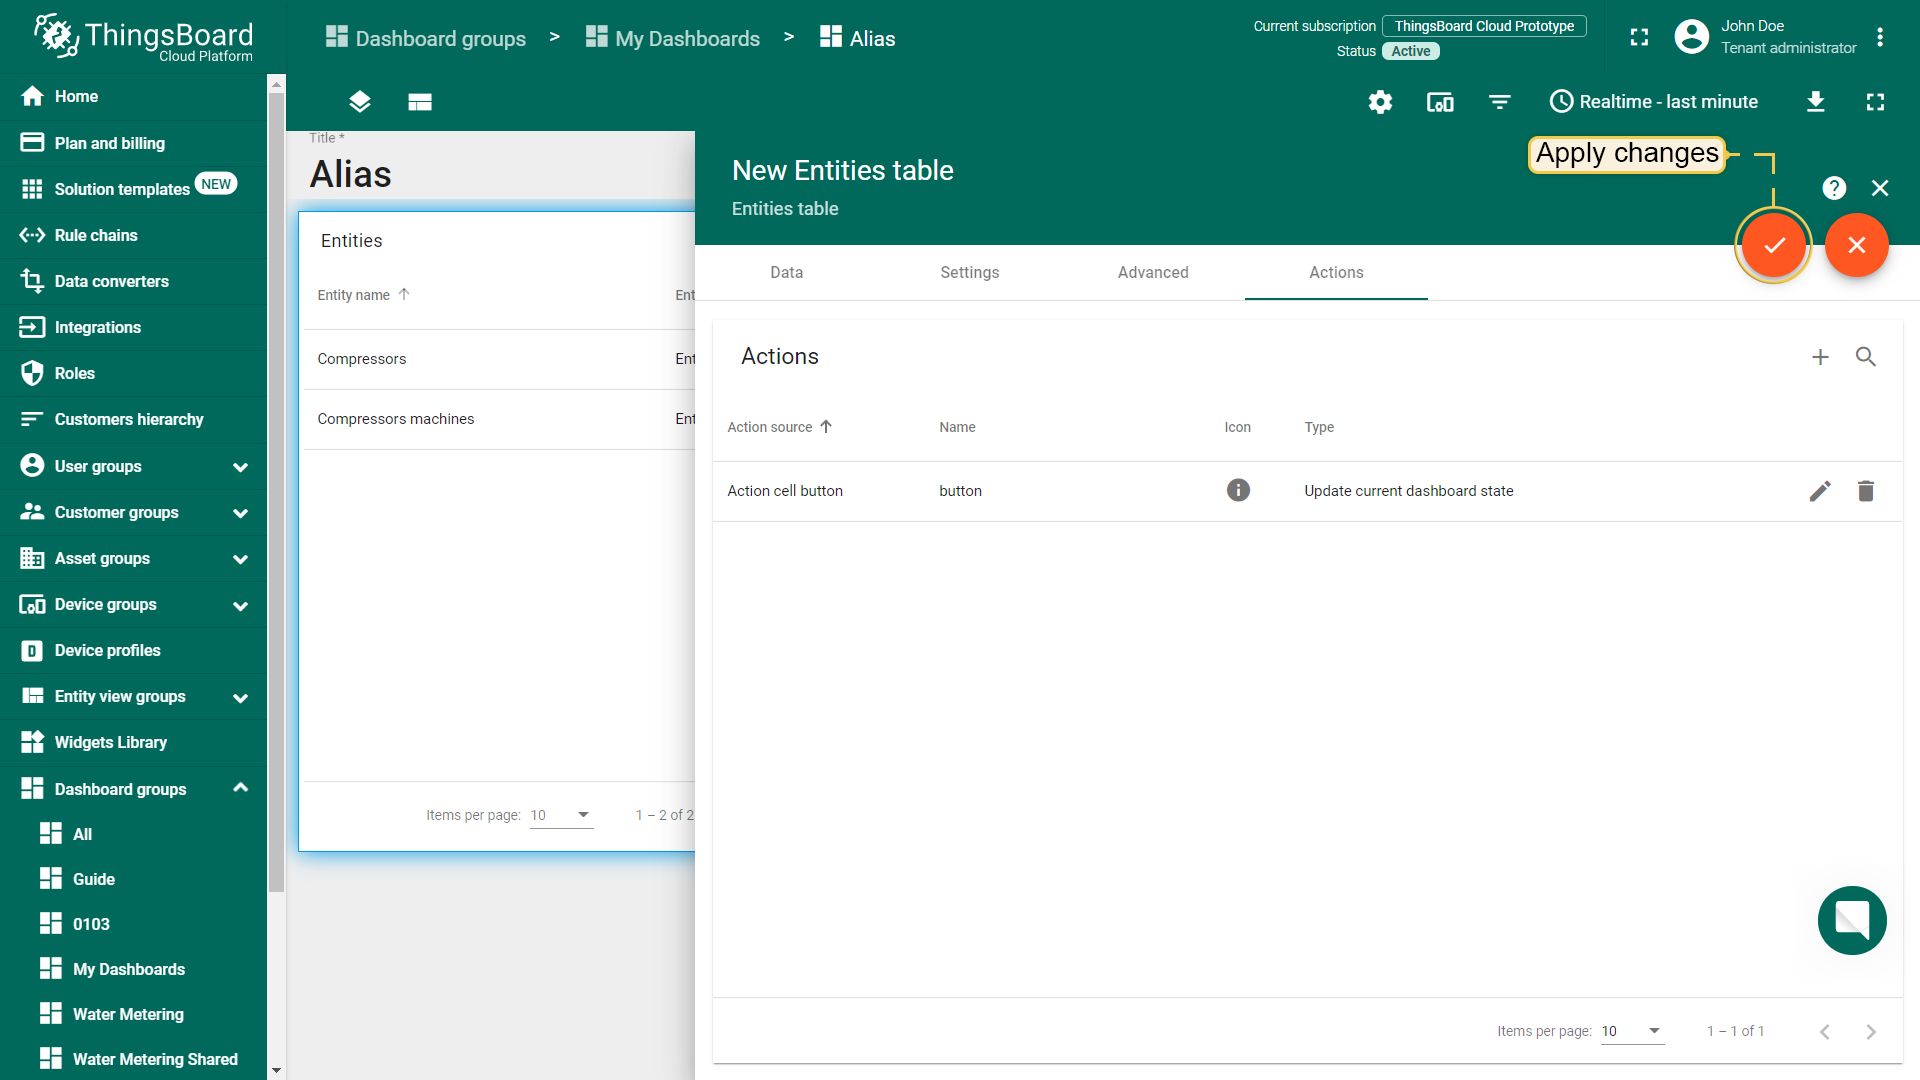 ThingsBoard
Cloud Platform
Dashboard groups > My Dashboards > Alias
Current subscription ThingsBoard Cloud Prototype
Status Active
John Doe
Tenant administrator
Realtime - last minute
Home
Plan and billing
Solution templates NEW
Rule chains
Data converters
Integrations
Roles
Customers hierarchy
User groups
Customer groups
Asset groups
Device groups
Device profiles
Entity view groups
Widgets Library
Dashboard groups
All
Guide
0103
My Dashboards
Water Metering
Water Metering Shared
Title *
Alias
Entities
Entity name Ent
Compressors Ent
Compressors machines Ent
Items per page: 10 1 – 2 of 2
New Entities table
Entities table
Apply changes
Data Settings Advanced Actions
Actions
Action source Name Icon Type
Action cell button button Update current dashboard state
Items per page: 10 1 – 1 of 1